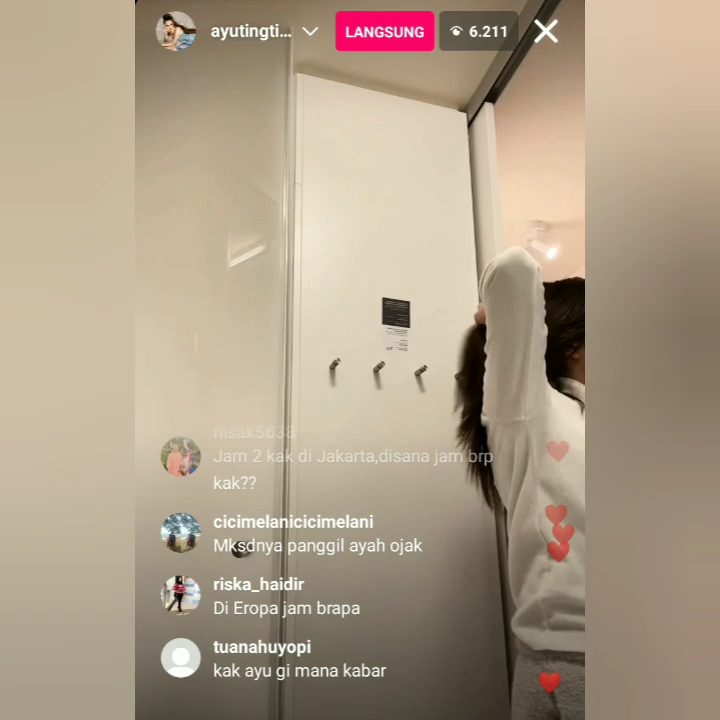 ayutingti...
LANGSUNG
6.211
nisak5638
Jam 2 kak di Jakarta,disana jam brp
kak??
cicimelanicicimelani
Mksdnya panggil ayah ojak
riska_haidir
Di Eropa jam brapa
tuanahuyopi
kak ayu gi mana kabar